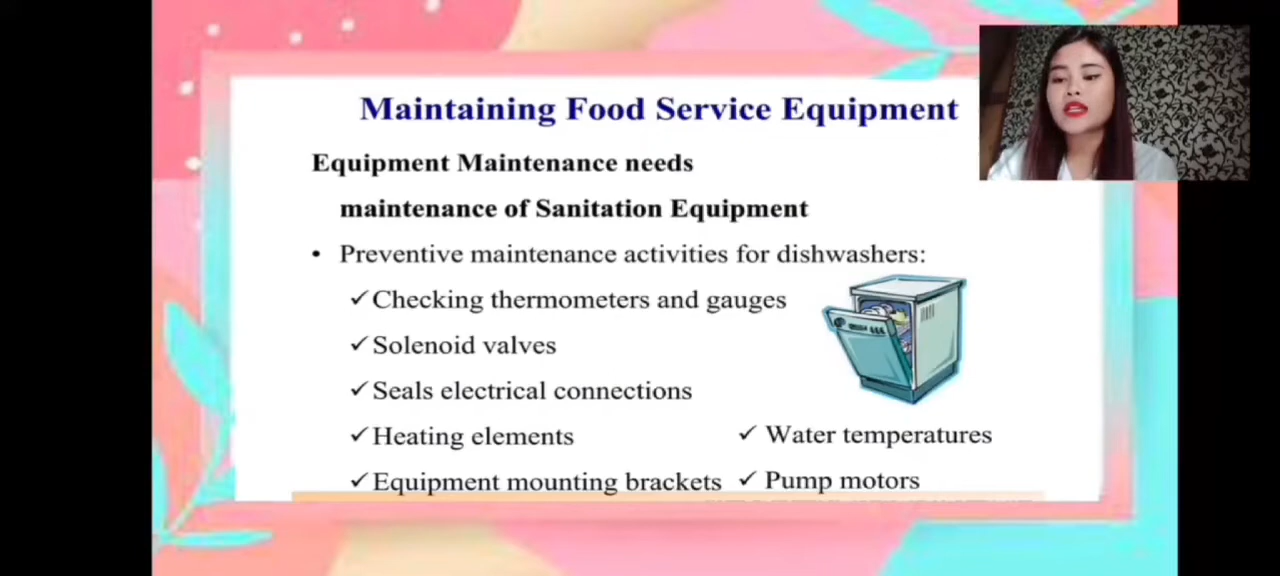 Maintaining Food Service Equipment
Equipment Maintenance needs
maintenance of Sanitation Equipment
• Preventive maintenance activities for dishwashers:
✓Checking thermometers and gauges
✓Solenoid valves
✓Seals electrical connections
✓Heating elements
✓Equipment mounting brackets
✓ Water temperatures
✓ Pump motors